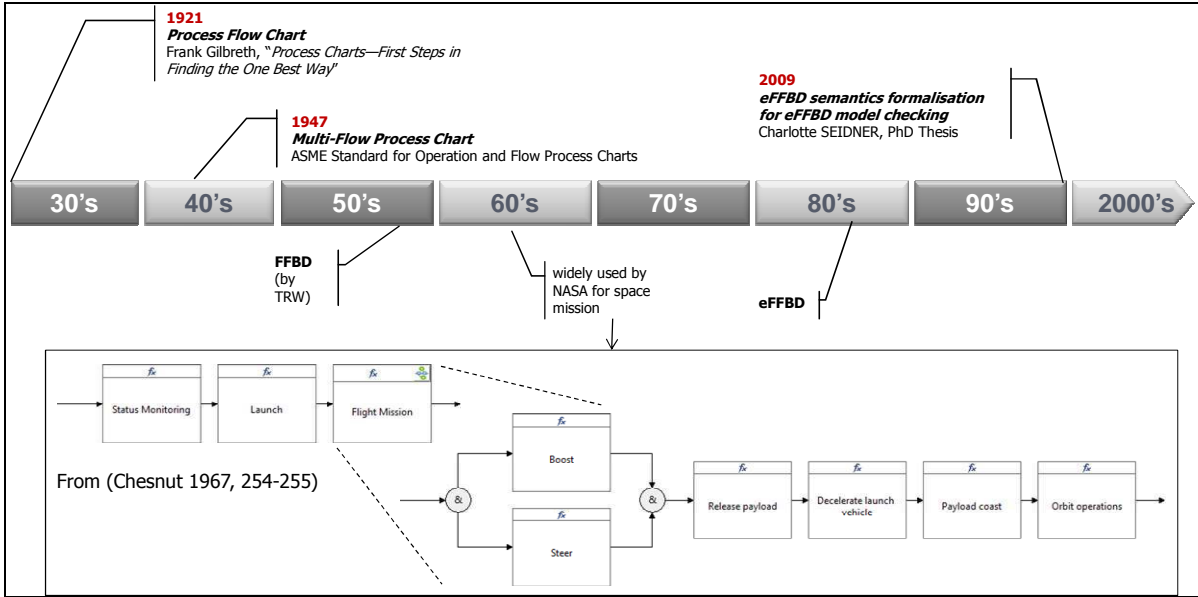 1921
Process Flow Chart
Frank Gilbreth, “Process Charts—First Steps in
Finding the One Best Way”
1947
Multi-Flow Process Chart
ASME Standard for Operation and Flow Process Charts
2009
eFFBD semantics formalisation
for eFFBD model checking
Charlotte SEIDNER, PhD Thesis
30’s
40’s
50’s
60’s
70’s
80’s
90’s
2000’s
FFBD
(by
TRW)
widely used by
NASA for space
mission
eFFBD
fx
Status Monitoring
fx
Launch
fx
Flight Mission
From (Chesnut 1967, 254-255)
&
fx
Boost
fx
Steer
&
fx
Release payload
fx
Decelerate launch
vehicle
fx
Payload coast
fx
Orbit operations